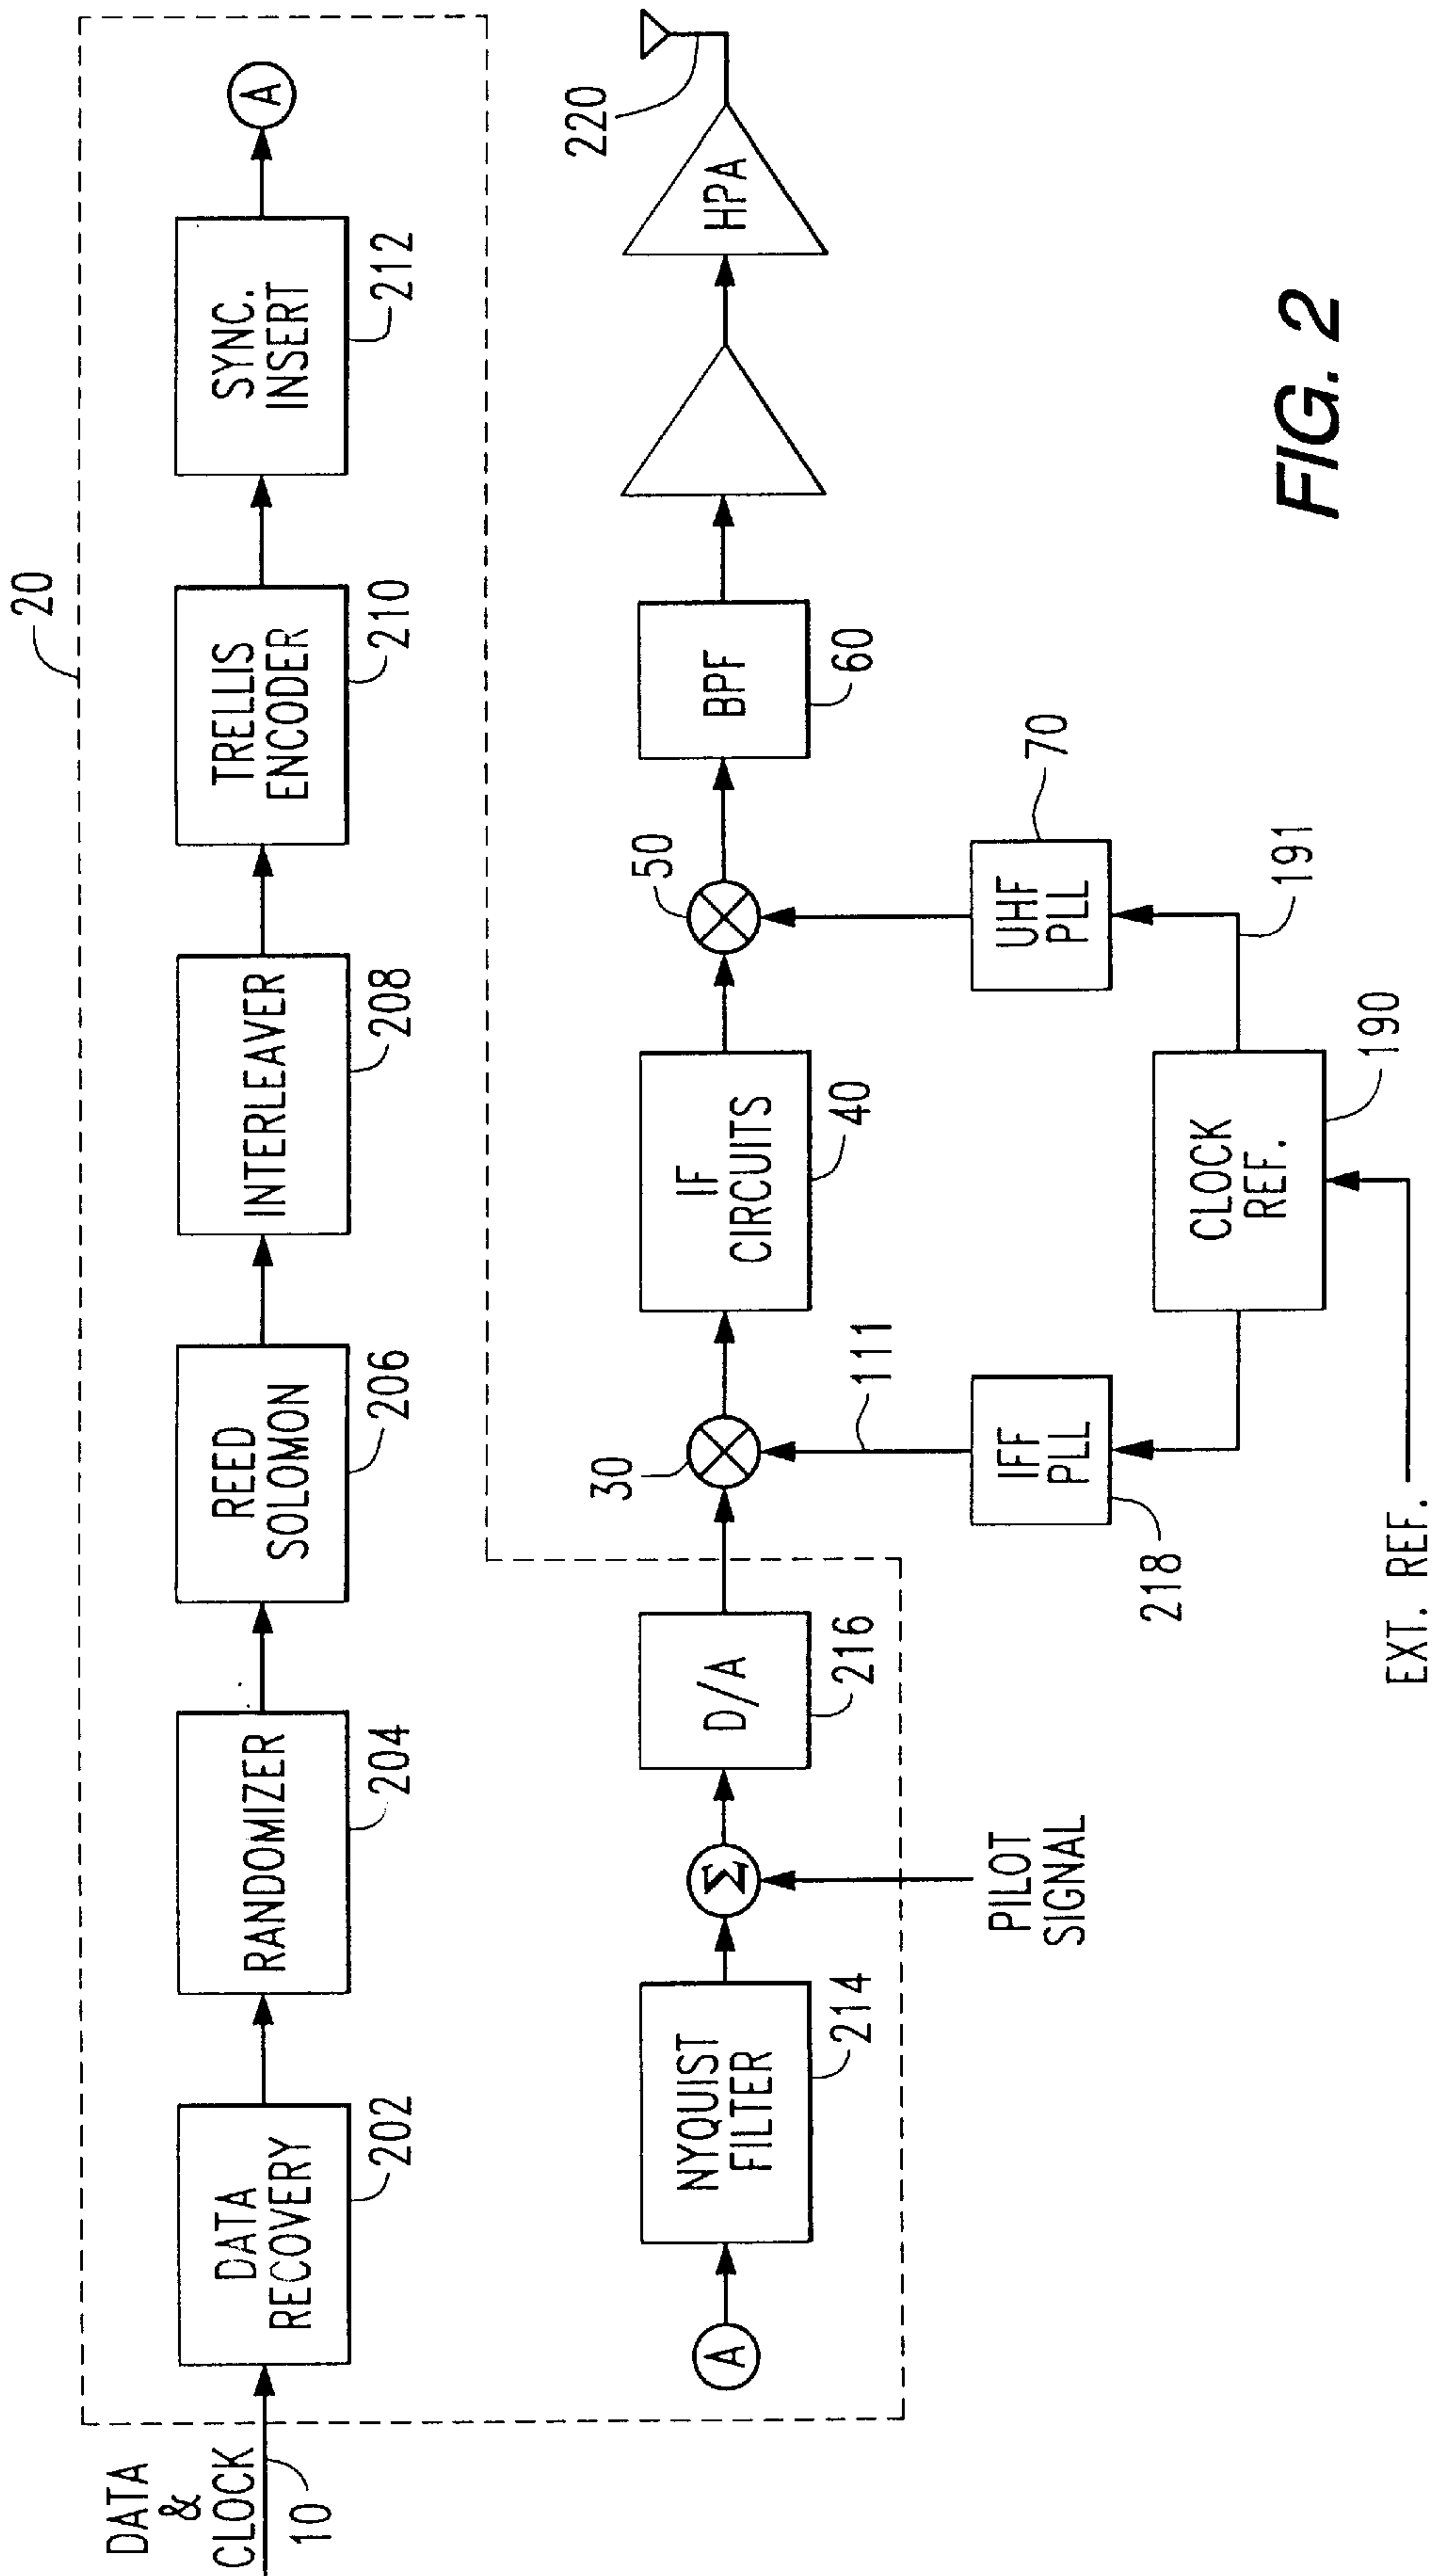 20
DATA
&
CLOCK
10
DATA
RECOVERY
202
RANDOMIZER
204
REED
SOLOMON
206
INTERLEAVER
208
TRELLIS
ENCODER
210
SYNC.
INSERT
212
A
A
NYQUIST
FILTER
214
Σ
PILOT
SIGNAL
D/A
216
30
111
IFF
PLL
218
IF
CIRCUITS
40
50
UHF
PLL
70
191
CLOCK
REF.
190
EXT. REF.
BPF
60
HPA
220
FIG. 2